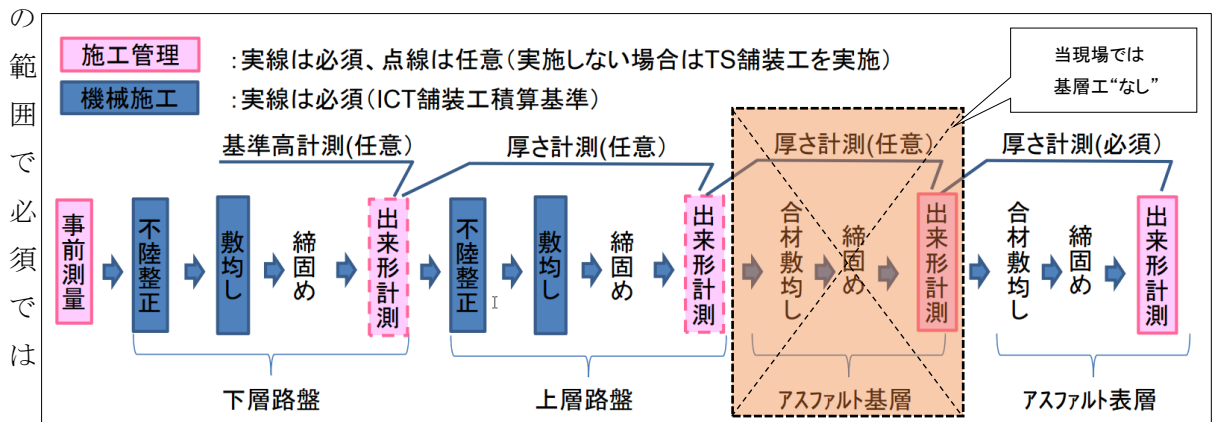 の範囲で必須では
施工管理 :実線は必須、点線は任意(実施しない場合はTS舗装工を実施)
機械施工 :実線は必須(ICT舗装工積算基準)
当現場では
基層工“なし”
基準高計測(任意)
厚さ計測(任意)
厚さ計測(任意)
厚さ計測(必須)
事前測量
不陸整正
敷均し
締固め
出来形計測
不陸整正
敷均し
締固め
出来形計測
合材敷均し
締固め
出来形計測
合材敷均し
締固め
出来形計測
下層路盤
上層路盤
アスファルト基層
アスファルト表層